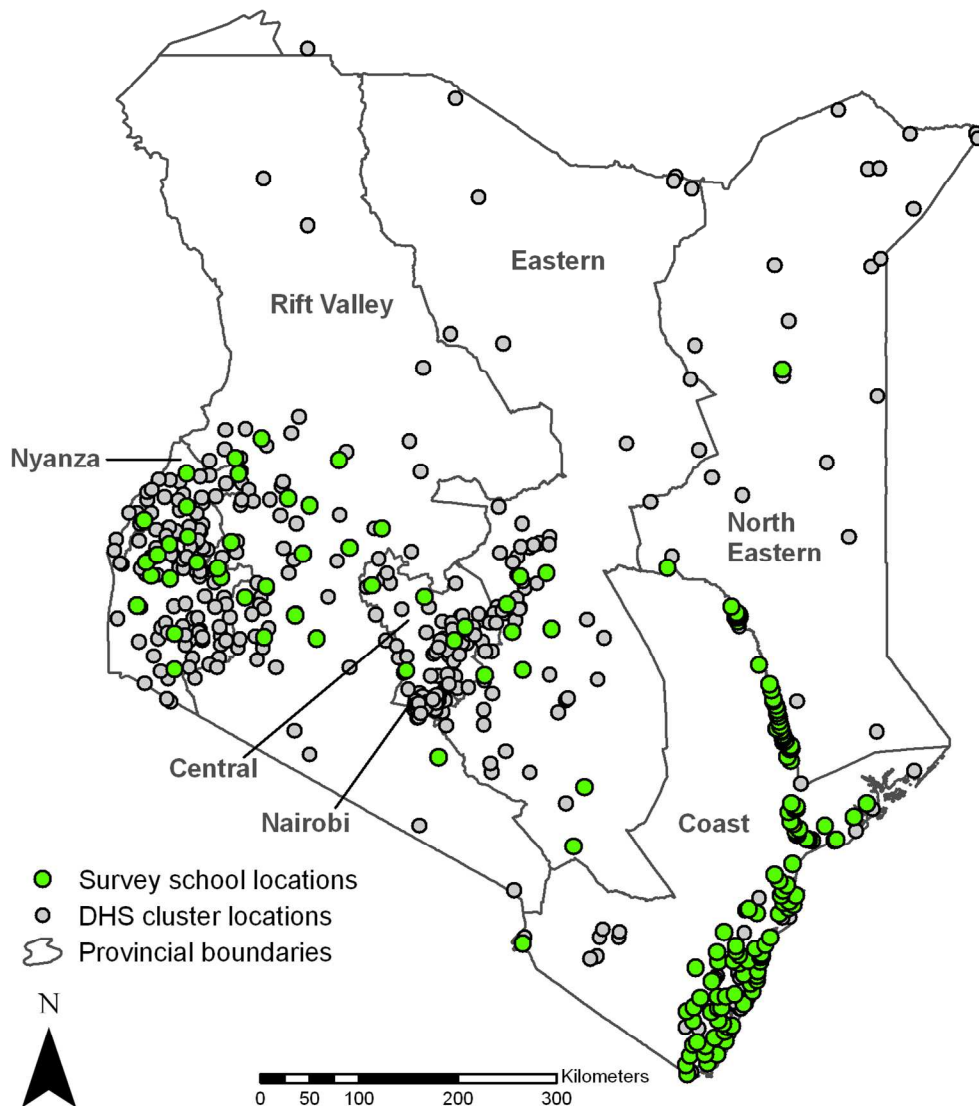 Eastern
Rift Valley
Nyanza
North
Eastern
Central
Nairobi
Coast
Survey school locations
DHS cluster locations
Provincial boundaries
N
Kilometers
0 50 100 200 300